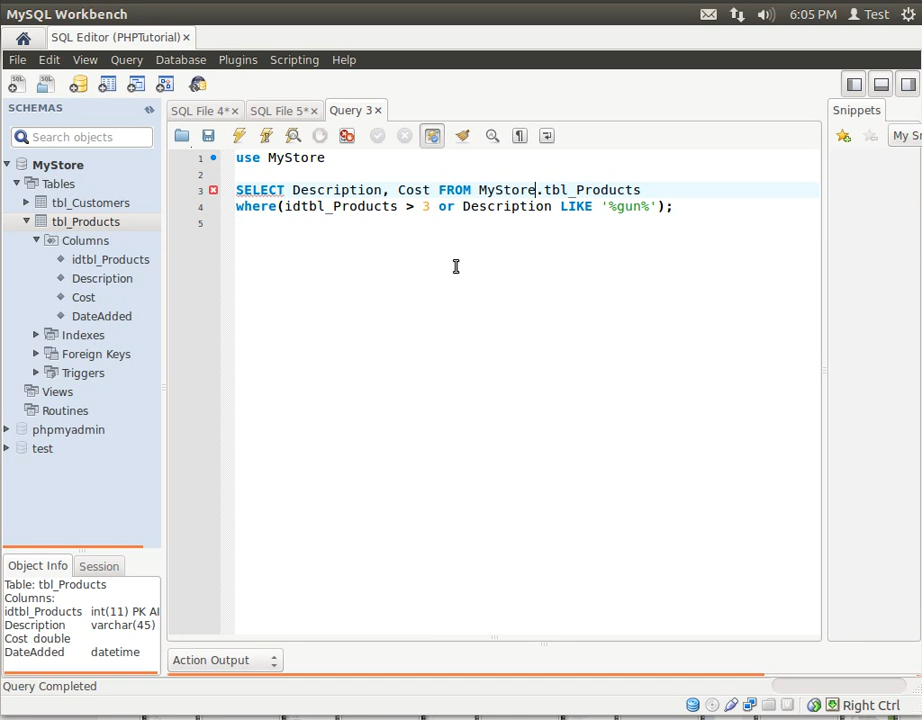 MySQL Workbench
6:05 PM
Test
SQL Editor (PHPTutorial)
File Edit View Query Database Plugins Scripting Help
SCHEMAS
SQL File 4*
SQL File 5*
Query 3
Snippets
Search objects
My Sn
MyStore
Tables
tbl_Customers
tbl_Products
Columns
idtbl_Products
Description
Cost
DateAdded
Indexes
Foreign Keys
Triggers
Views
Routines
phpmyadmin
test
1 use MyStore
2
3 SELECT Description, Cost FROM MyStore.tbl_Products
4 where(idtbl_Products > 3 or Description LIKE '%gun%');
5
Object Info Session
Table: tbl_Products
Columns:
idtbl_Products int(11) PK AI
Description varchar(45)
Cost double
DateAdded datetime
Action Output
Query Completed
Right Ctrl